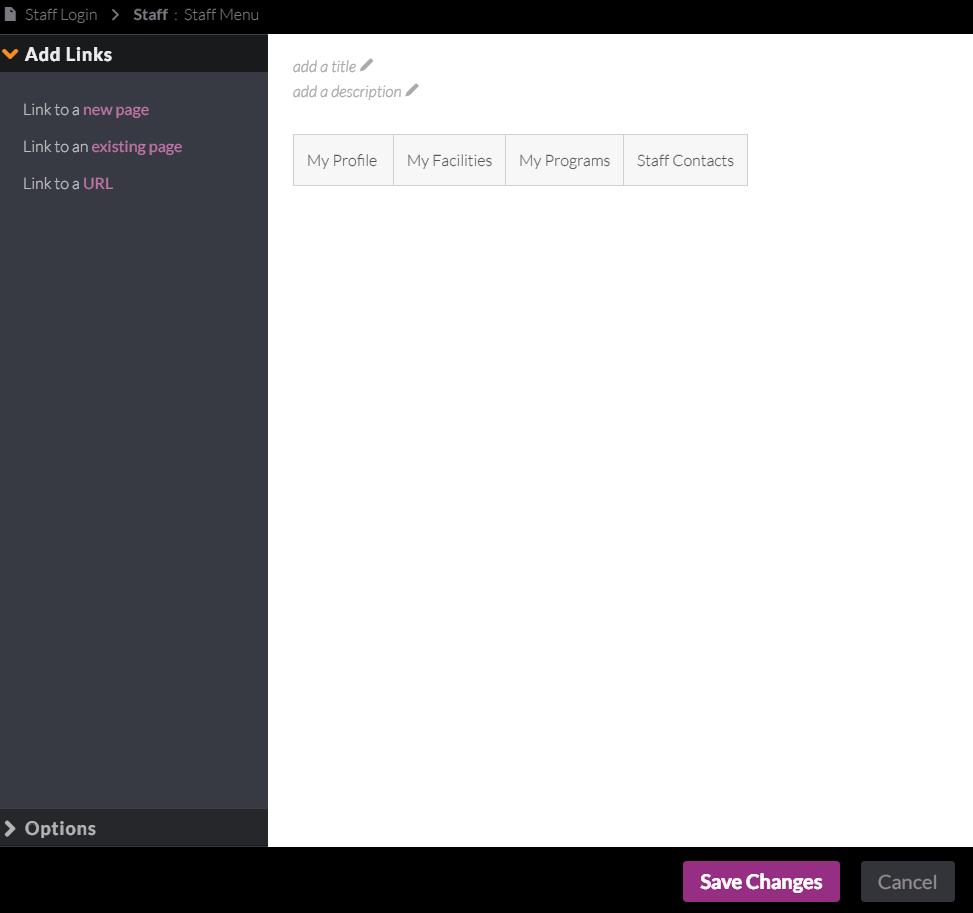 Staff Login > Staff : Staff Menu
Add Links
Link to a new page
Link to an existing page
Link to a URL
add a title
add a description
My Profile My Facilities My Programs Staff Contacts
Options
Save Changes Cancel